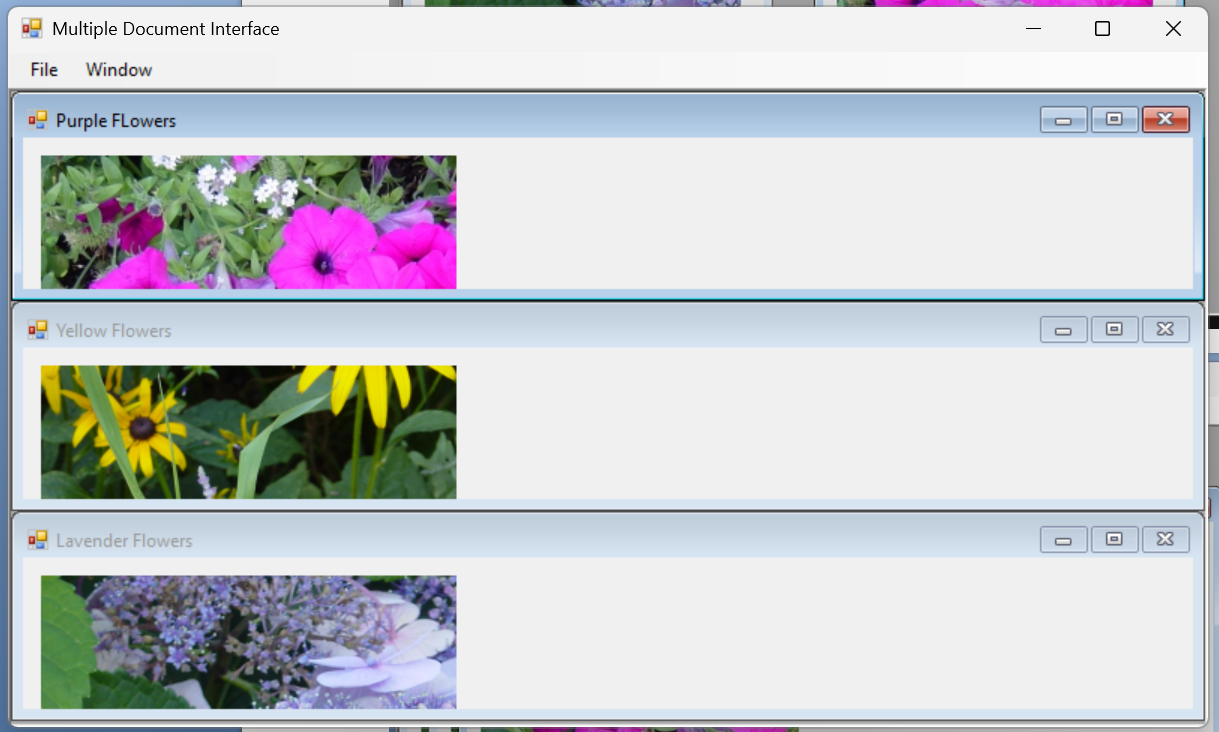 Multiple Document Interface
File Window
Purple FLowers
Yellow Flowers
Lavender Flowers